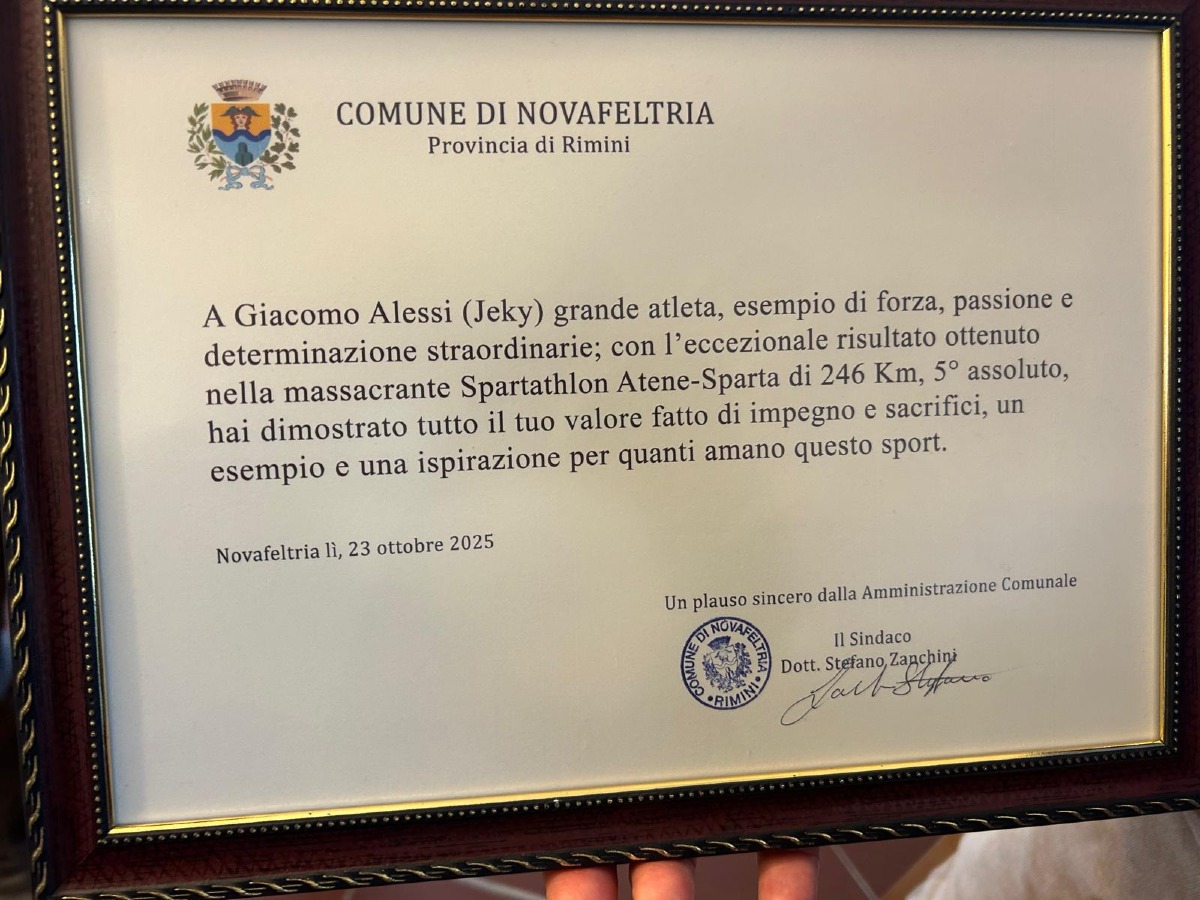 COMUNE DI NOVAFELTRIA
Provincia di Rimini
A Giacomo Alessi (Jeky) grande atleta, esempio di forza, passione e
determinazione straordinarie; con l’eccezionale risultato ottenuto
nella massacrante Spartathlon Atene-Sparta di 246 Km, 5° assoluto,
hai dimostrato tutto il tuo valore fatto di impegno e sacrifici, un
esempio e una ispirazione per quanti amano questo sport.
Novafeltria lì, 23 ottobre 2025
Un plauso sincero dalla Amministrazione Comunale
COMUNE DI NOVAFELTRIA
• RIMINI •
Il Sindaco
Dott. Stefano Zanchini